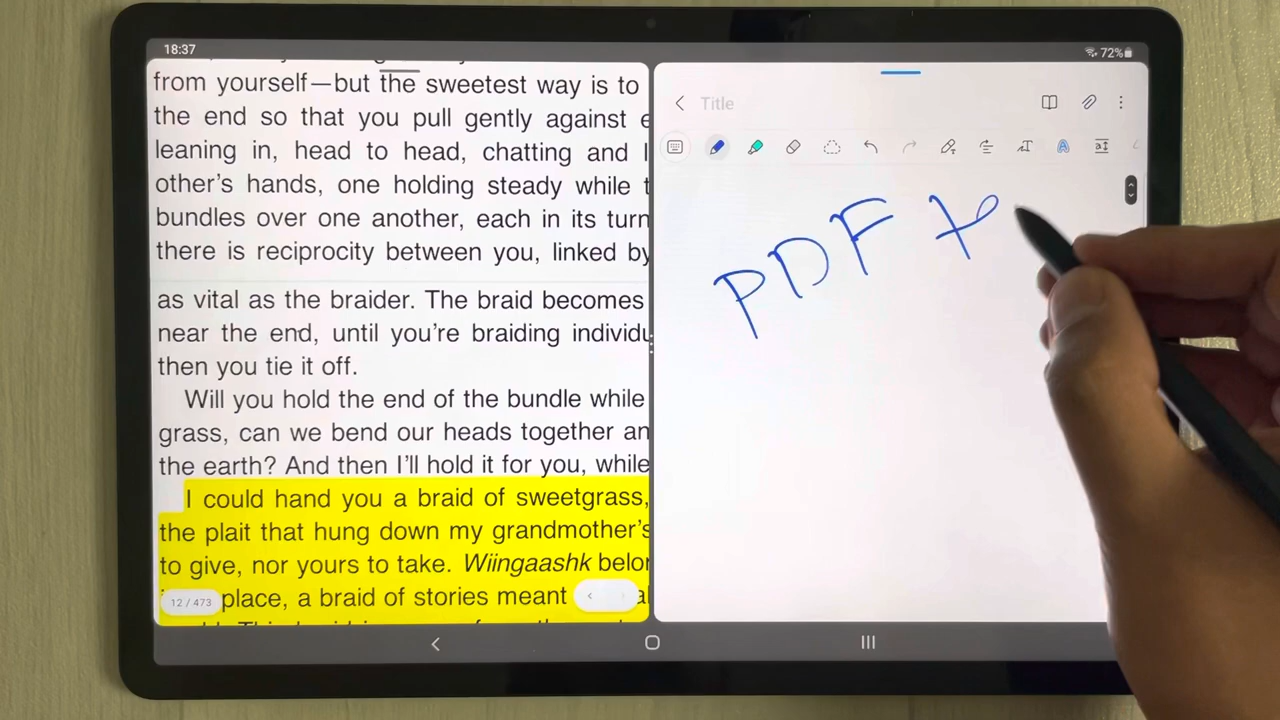 18:37
72%
from yourself—but the sweetest way is to
the end so that you pull gently against
leaning in, head to head, chatting and
other's hands, one holding steady while
bundles over one another, each in its turn
there is reciprocity between you, linked by
as vital as the braider. The braid becomes
near the end, until you're braiding
then you tie it off.
Will you hold the end of the bundle while
grass, can we bend our heads together
the earth? And then I'll hold it for you, while
I could hand you a braid of sweetgrass,
the plait that hung down my grandmother's
to give, nor yours to take. Wiingaashk
place, a braid of stories meant
12 / 473
Title
PDF